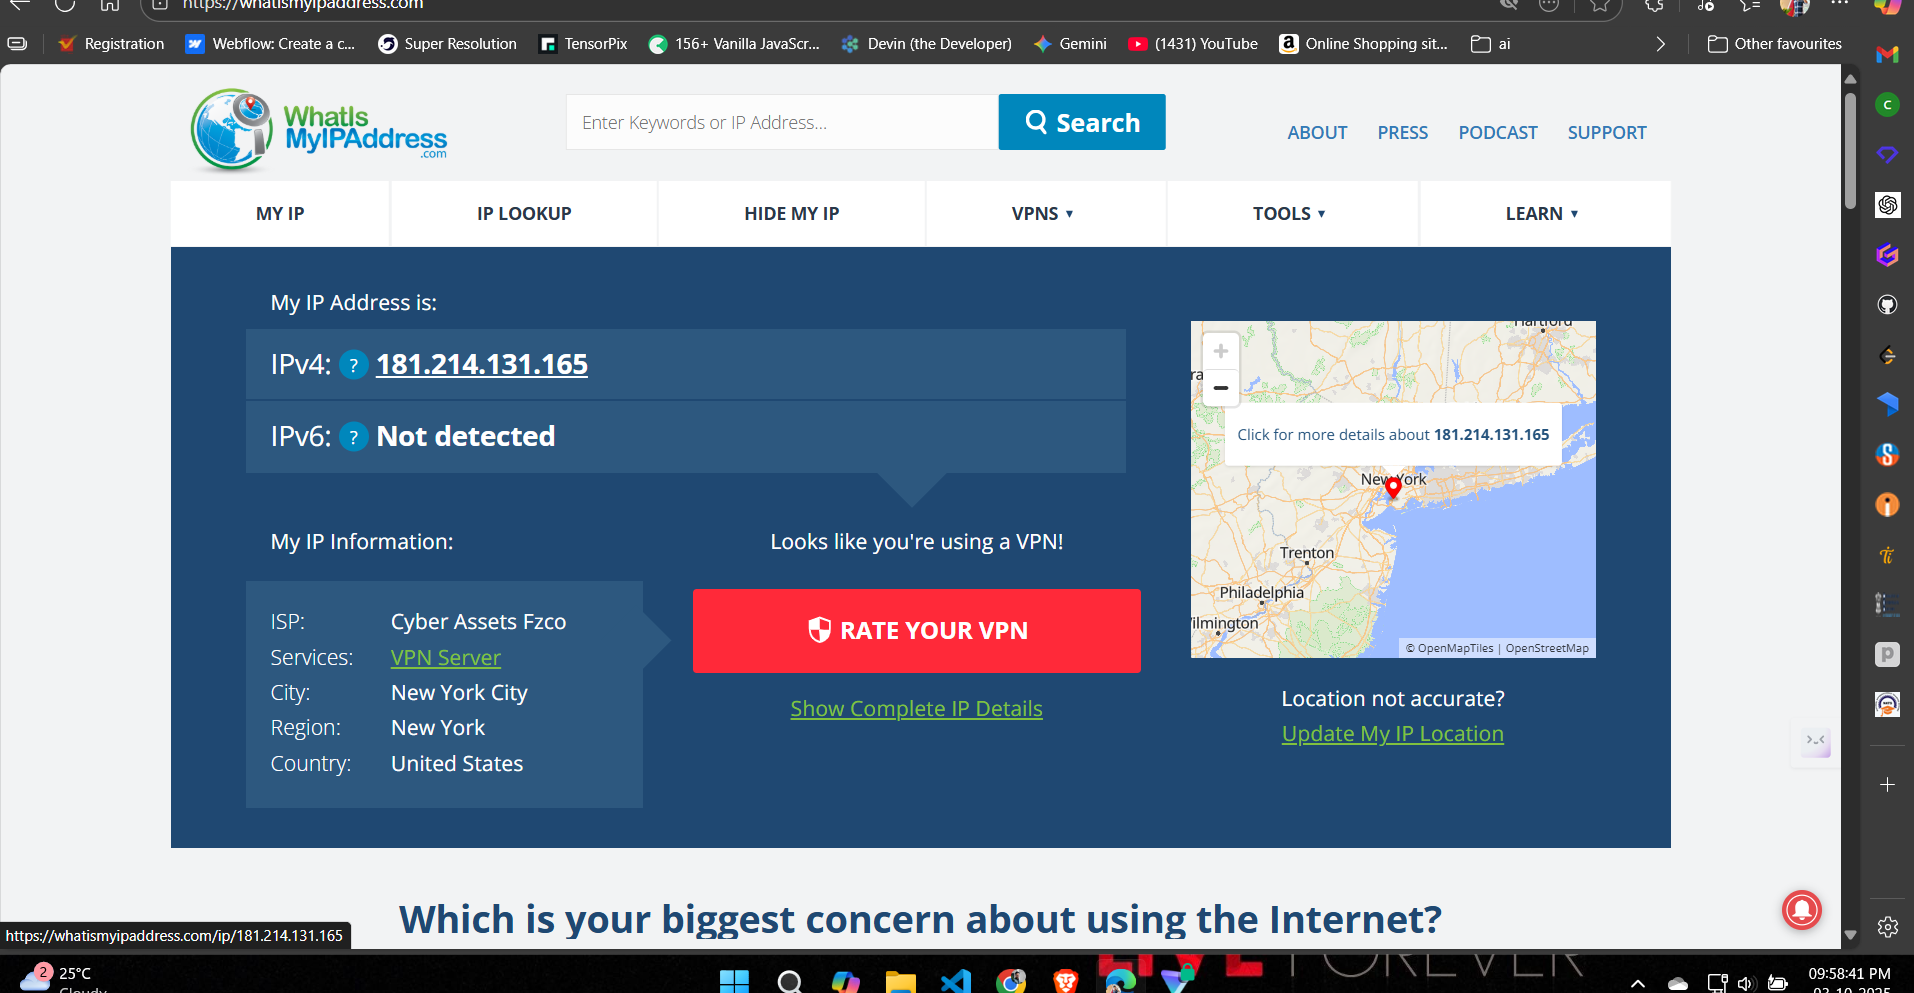 https://whatismyipaddress.com
Registration
Webflow: Create a c...
Super Resolution
TensorPix
156+ Vanilla JavaScr...
Devin (the Developer)
Gemini
(1431) YouTube
Online Shopping sit...
ai
Other favourites
WhatIs
MyIPAddress
.com
Enter Keywords or IP Address...
Search
ABOUT
PRESS
PODCAST
SUPPORT
MY IP
IP LOOKUP
HIDE MY IP
VPNS
TOOLS
LEARN
My IP Address is:
IPv4: ? 181.214.131.165
IPv6: ? Not detected
My IP Information:
ISP: Cyber Assets Fzco
Services: VPN Server
City: New York City
Region: New York
Country: United States
Looks like you're using a VPN!
RATE YOUR VPN
Show Complete IP Details
Hartford
Click for more details about 181.214.131.165
New York
Trenton
Philadelphia
ilmington
© OpenMapTiles | OpenStreetMap
Location not accurate?
Update My IP Location
Which is your biggest concern about using the Internet?
https://whatismyipaddress.com/ip/181.214.131.165
2
25°C
Cloudy
FOREVER
09:58:41 PM
03-10-2025